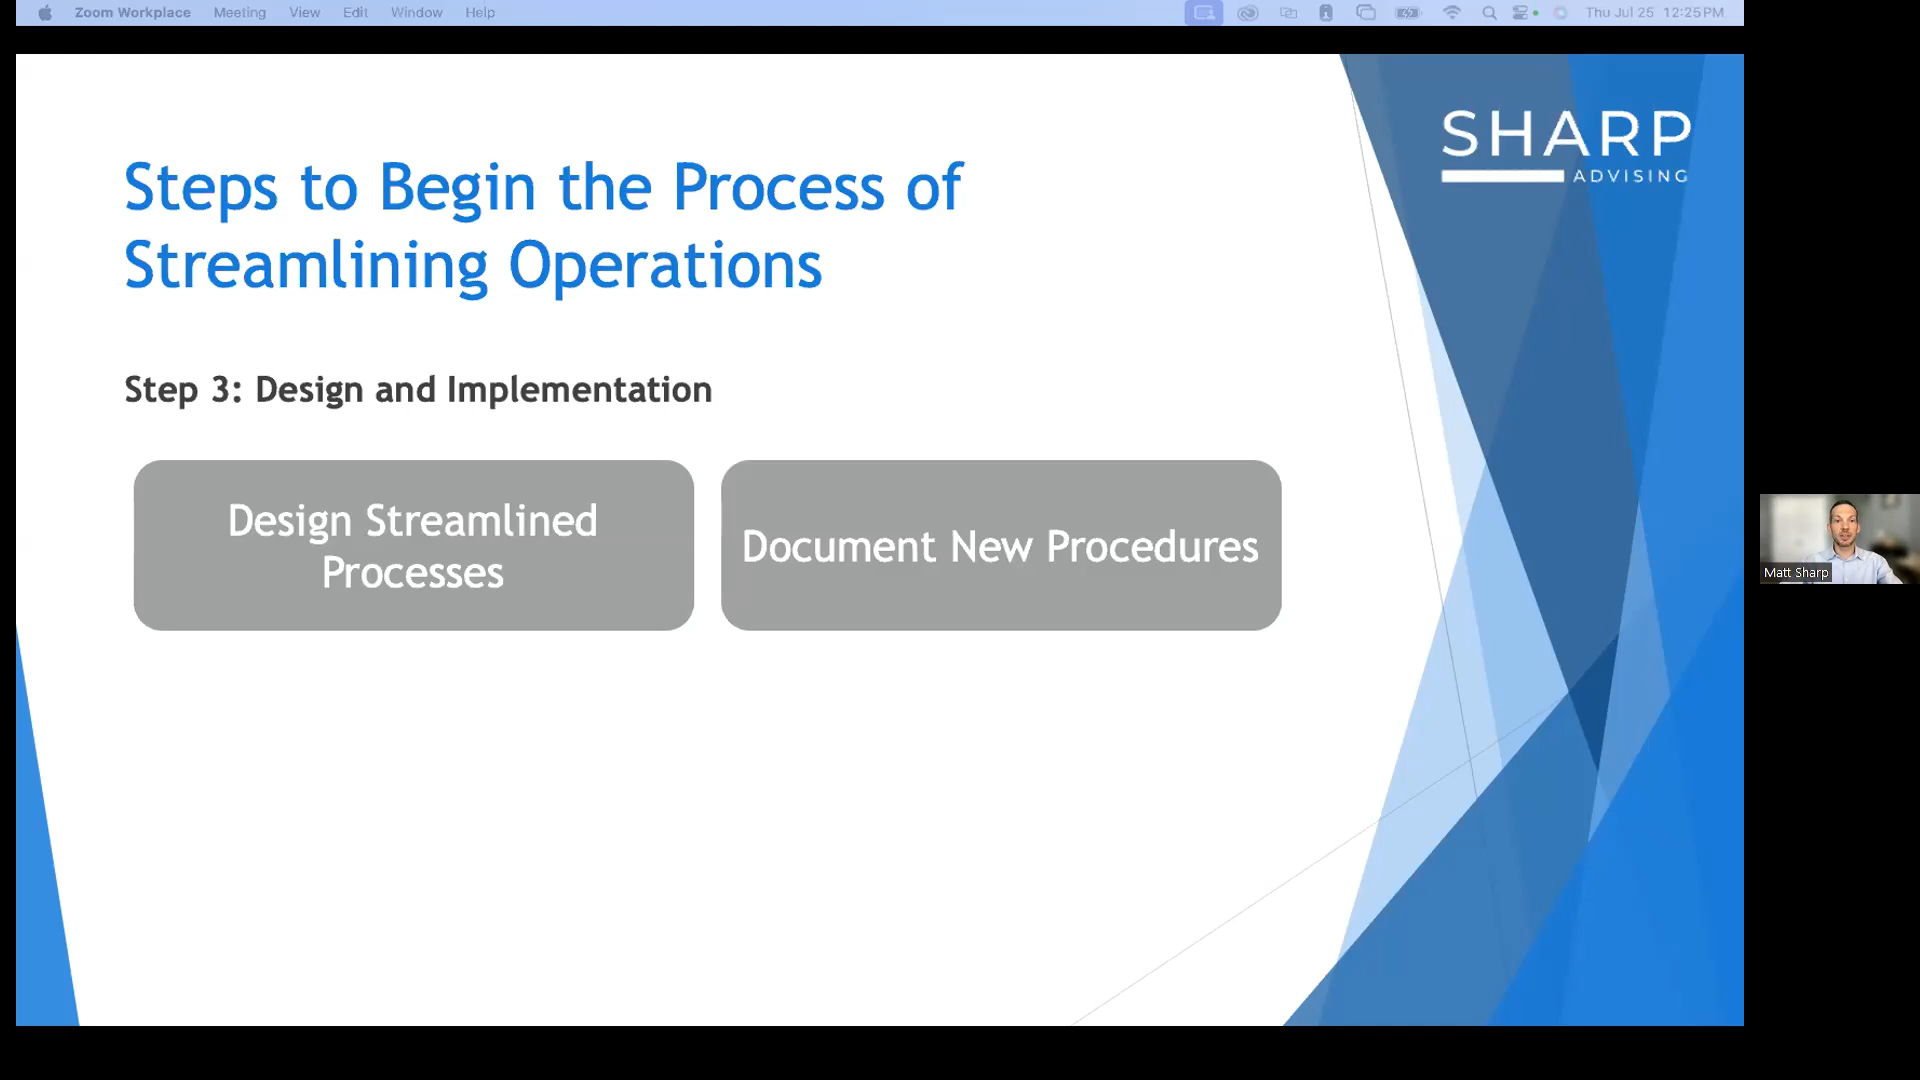 Zoom Workplace Meeting View Edit Window Help Thu Jul 25 12:25 PM
SHARP
ADVISING
Steps to Begin the Process of
Streamlining Operations
Step 3: Design and Implementation
Design Streamlined
Processes
Document New Procedures
Matt Sharp